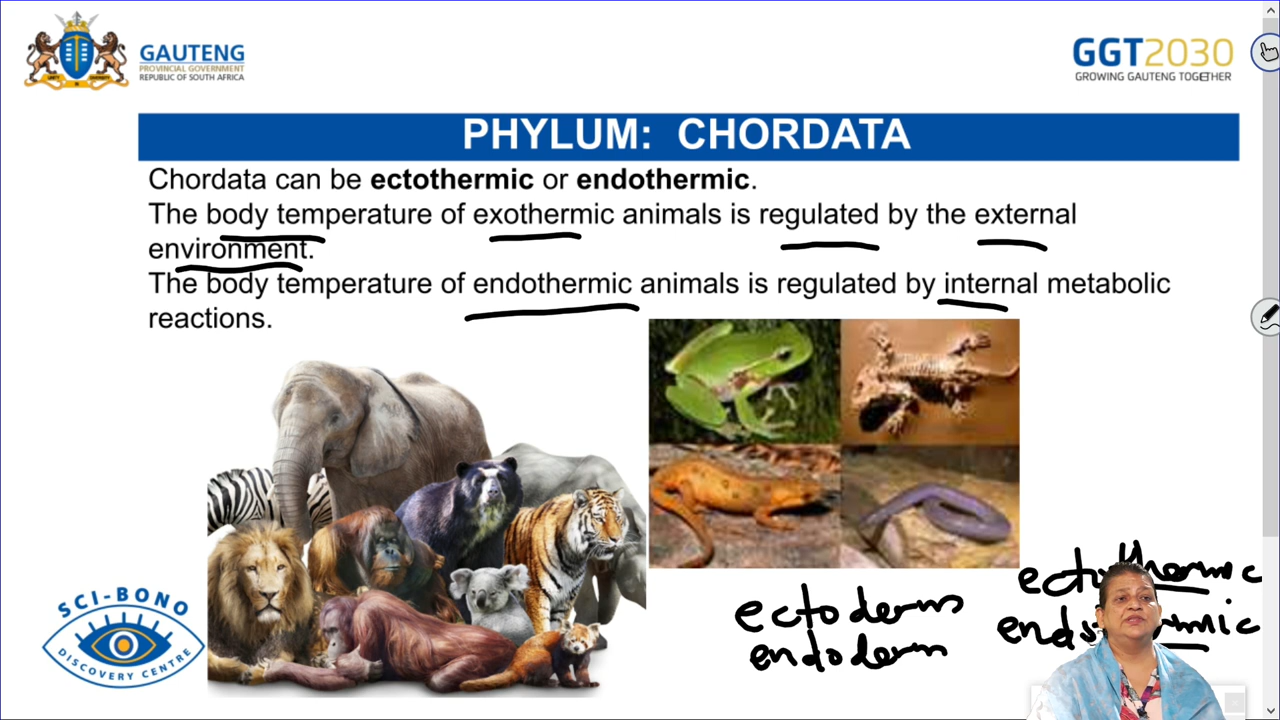 GAUTENG
PROVINCIAL GOVERNMENT
REPUBLIC OF SOUTH AFRICA
GGT2030
GROWING GAUTENG TOGETHER
PHYLUM: CHORDATA
Chordata can be ectothermic or endothermic.
The body temperature of exothermic animals is regulated by the external
environment.
The body temperature of endothermic animals is regulated by internal metabolic
reactions.
ectothermic
ectoderms
endoderm
SCI-BONO
DISCOVERY CENTRE